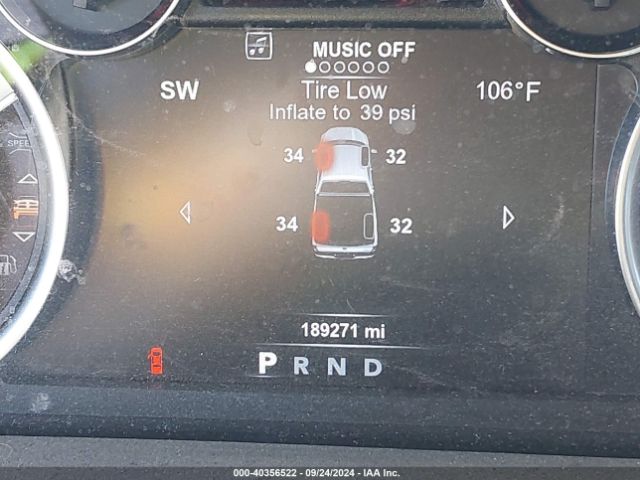 MUSIC OFF
SW
Tire Low
106°F
Inflate to 39 psi
34
32
34
32
SPEE
189271 mi
P R N D
000-40356522 - 09/24/2024 - IAA Inc.